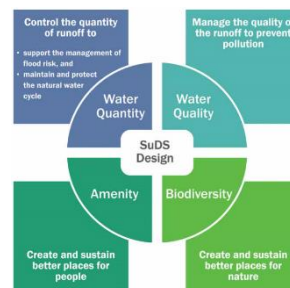 Control the quantity
of runoff to
• support the management of
flood risk, and
• maintain and protect
the natural water
cycle
Manage the quality o
the runoff to prevent
pollution
Water
Quantity
Water
Quality
SuDS
Design
Amenity
Biodiversity
Create and sustain
better places for
people
Create and sustain
better places for
nature